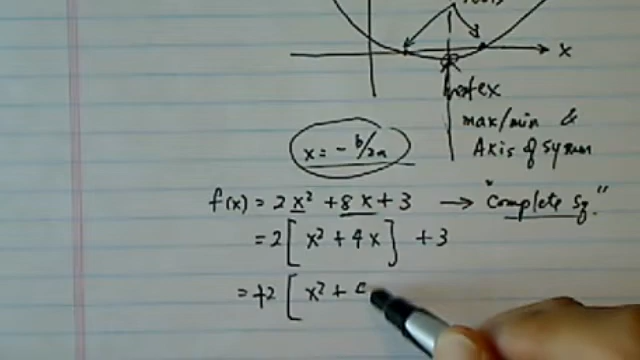 x
vertex
max/min &
Axis of symm
x = - b/2a
f(x) = 2x² + 8x + 3 → "Complete Sq."
= 2[x² + 4x] + 3
= +2[x² +